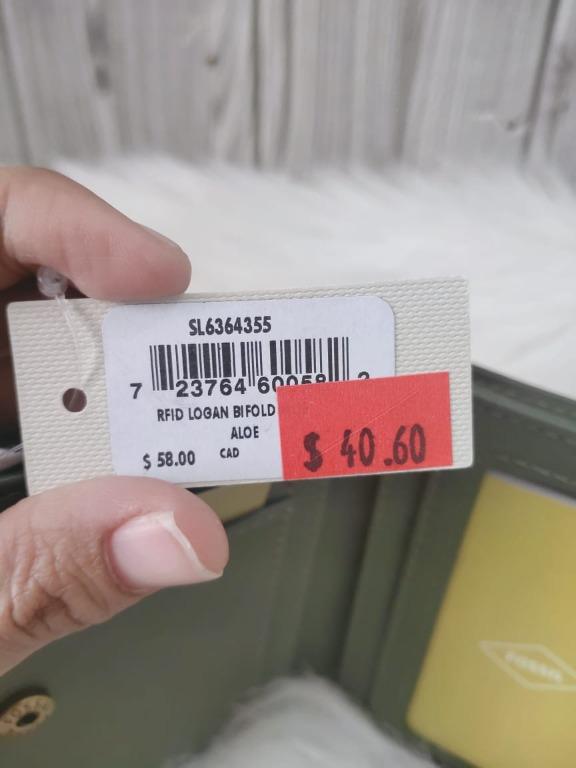 SL6364355
7 23764 60058 2
RFID LOGAN BIFOLD
ALOE
$ 58.00 CAD
$ 40.60
FOSSIL